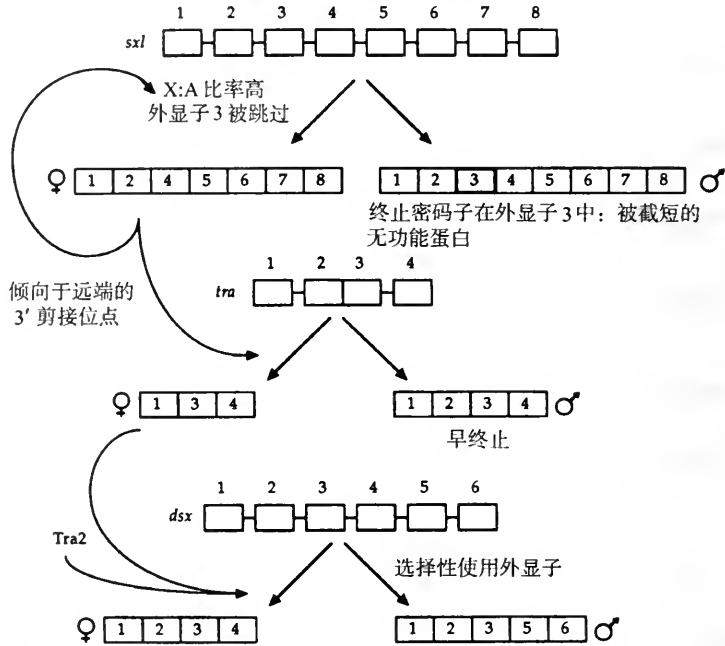 1 2 3 4 5 6 7 8
sxl
X:A 比率高
外显子 3 被跳过
♀ 1 2 4 5 6 7 8
1 2 3 4 5 6 7 8 ♂
终止密码子在外显子 3 中：被截短的
无功能蛋白
1 2 3 4
tra
倾向于远端的
3′ 剪接位点
♀ 1 3 4
1 2 3 4 ♂
早终止
1 2 3 4 5 6
dsx
Tra2
选择性使用外显子
♀ 1 2 3 4
1 2 3 5 6 ♂